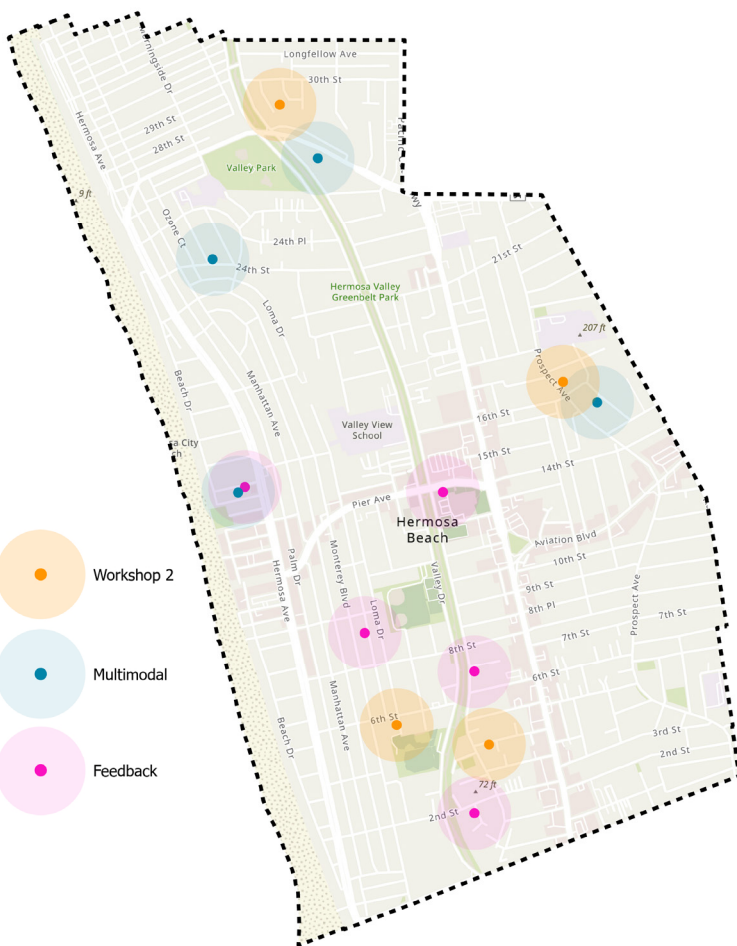 Longfellow Ave
30th St
Morningside Dr
29th St
28th St
Hermosa Ave
Valley Park
9 ft
Ozone Ct
24th Pl
24th St
21st St
Hermosa Valley
Greenbelt Park
Loma Dr
207 ft
Prospect Ave
Beach Dr
Manhattan Ave
16th St
Valley View
School
15th St
14th St
Pier Ave
Hermosa
Beach
Aviation Blvd
10th St
Palm Dr
Monterey Blvd
Valley Dr
9th St
8th Pl
Hermosa Ave
Loma Dr
Prospect Ave
7th St
7th St
8th St
6th St
Manhattan Ave
6th St
Beach Dr
3rd St
2nd St
72 ft
2nd St
Workshop 2
Multimodal
Feedback